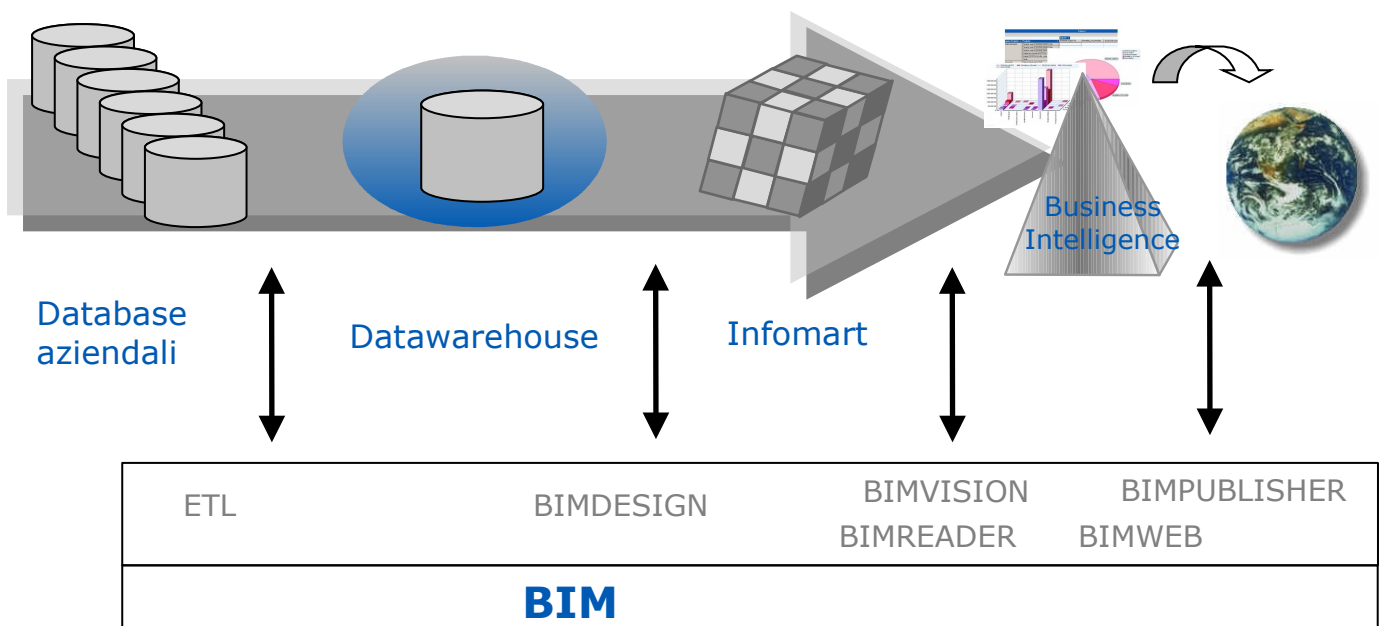 Business
Intelligence
Database
aziendali
Datawarehouse
Infomart
ETL
BIMDESIGN
BIMVISION
BIMPUBLISHER
BIMREADER
BIMWEB
BIM